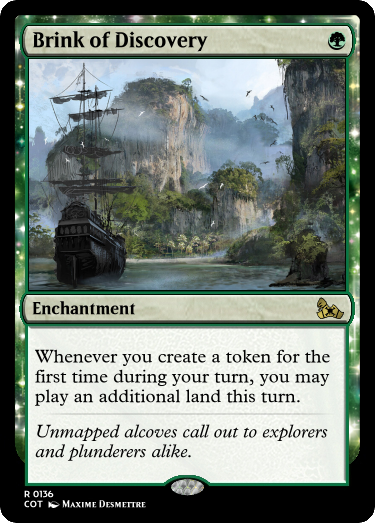 Brink of Discovery
Enchantment
Whenever you create a token for the
first time during your turn, you may
play an additional land this turn.
Unmapped alcoves call out to explorers
and plunderers alike.
R 0136
COT Maxime Desmettre